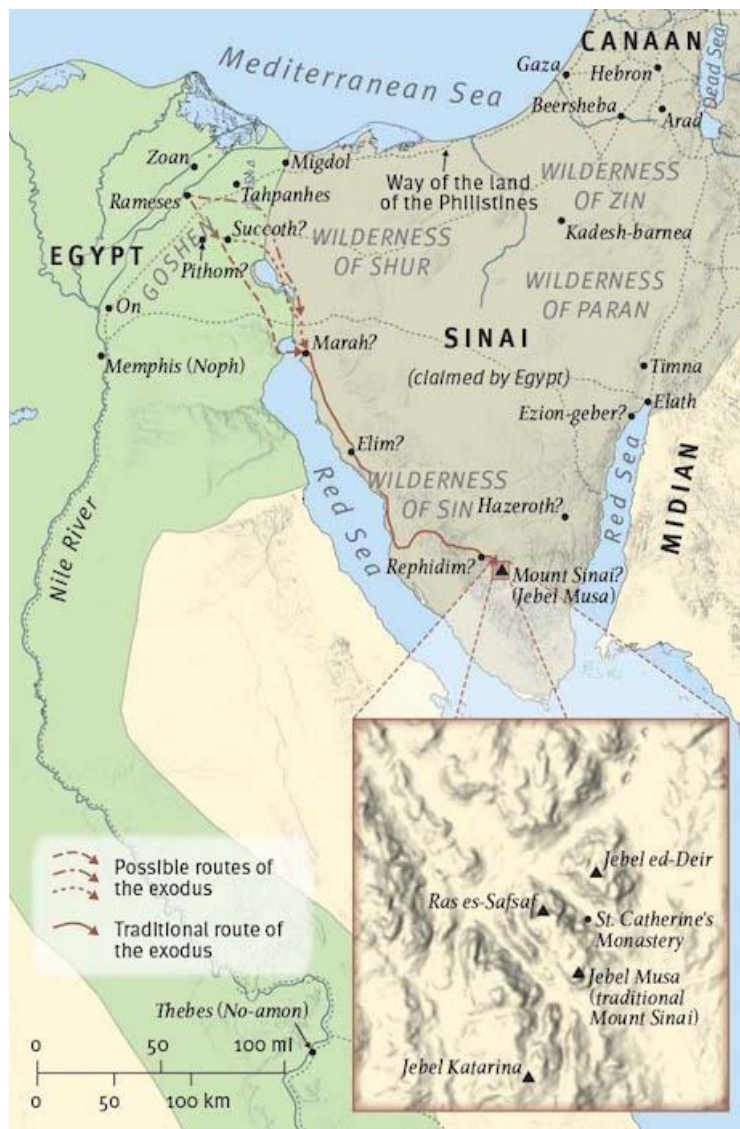 CANAAN
Mediterranean Sea
Gaza
Hebron
Dead Sea
Beersheba
Arad
Zoan
Migdol
Way of the land
of the Philistines
WILDERNESS
OF ZIN
Rameses
Tahpanhes
Succoth?
Kadesh-barnea
EGYPT
GOSHEN
Pithom?
WILDERNESS
OF SHUR
WILDERNESS
OF PARAN
On
SINAI
(claimed by Egypt)
Marah?
Memphis (Noph)
Timna
Elath
Ezion-geber?
Elim?
Red Sea
WILDERNESS
OF SIN
Hazeroth?
Red Sea
MIDIAN
Nile River
Rephidim?
Mount Sinai?
(Jebel Musa)
Possible routes of
the exodus
Traditional route of
the exodus
Thebes (No-amon)
0 50 100 mi
0 50 100 km
Jebel ed-Deir
Ras es-Safsaf
St. Catherine's
Monastery
Jebel Musa
(traditional
Mount Sinai)
Jebel Katarina